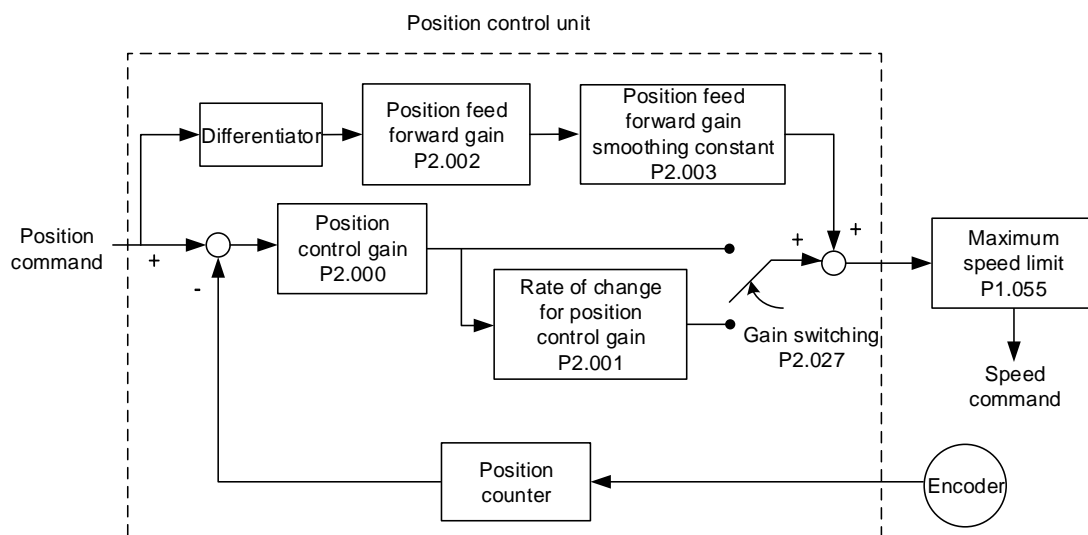 Position control unit
Differentiator
Position feed
forward gain
P2.002
Position feed
forward gain
smoothing constant
P2.003
Position
command
+
-
Position
control gain
P2.000
Rate of change
for position
control gain
P2.001
Gain switching
P2.027
+
+
Maximum
speed limit
P1.055
Speed
command
Position
counter
Encoder